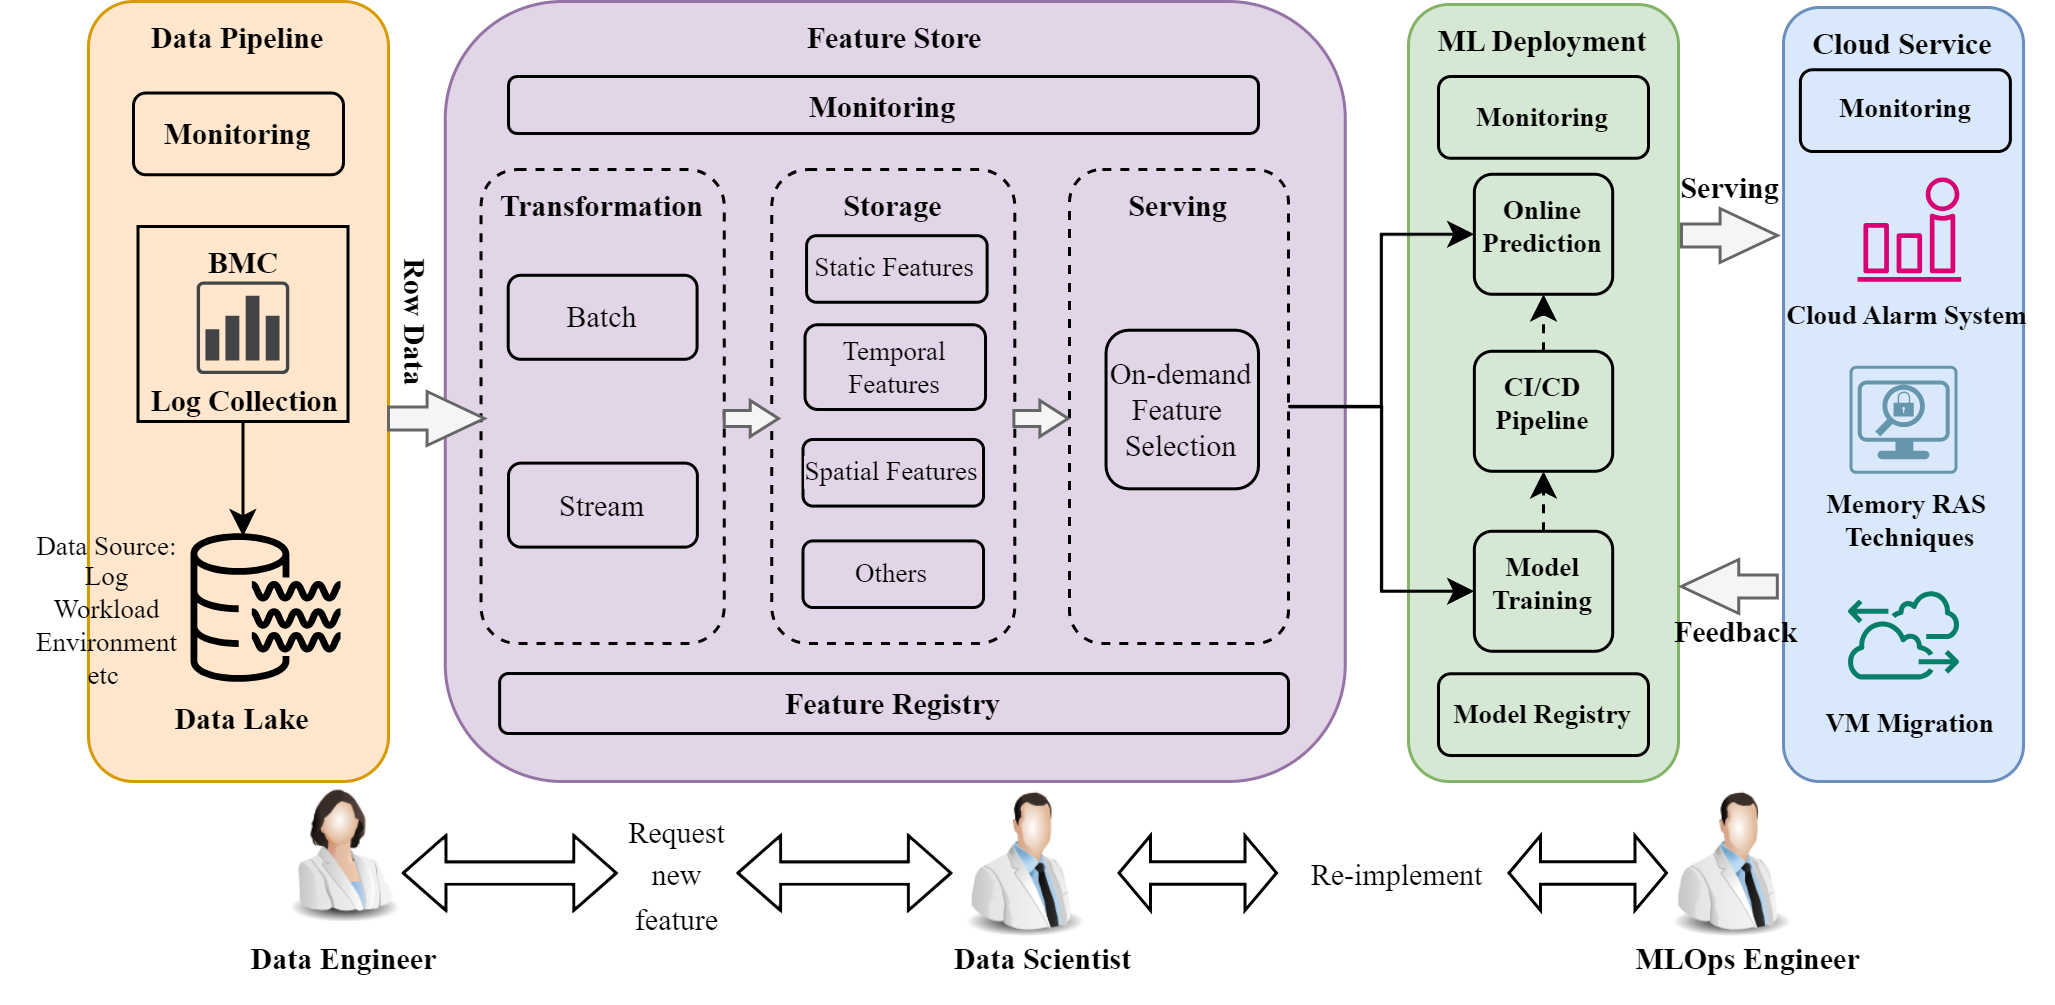 Data Pipeline
Monitoring
BMC
Log Collection
Data Source:
Log
Workload
Environment
etc
Data Lake
Row Data
Feature Store
Monitoring
Transformation
Batch
Stream
Storage
Static Features
Temporal
Features
Spatial Features
Others
Serving
On-demand
Feature
Selection
Feature Registry
ML Deployment
Monitoring
Online
Prediction
CI/CD
Pipeline
Model
Training
Model Registry
Serving
Feedback
Cloud Service
Monitoring
Cloud Alarm System
Memory RAS
Techniques
VM Migration
Request
new
feature
Re-implement
Data Engineer
Data Scientist
MLOps Engineer